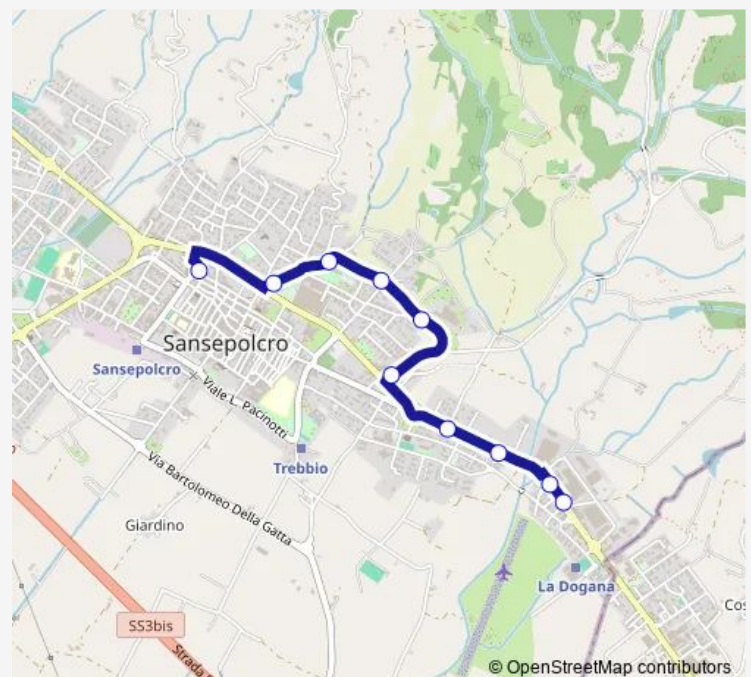 Sansepolcro
Sansepolcro
Viale L. Pacinotti
Trebbio
Via Bartolomeo Della Gatta
Giardino
La Dogana
Cos
SS3bis
Strada
© OpenStreetMap contributors